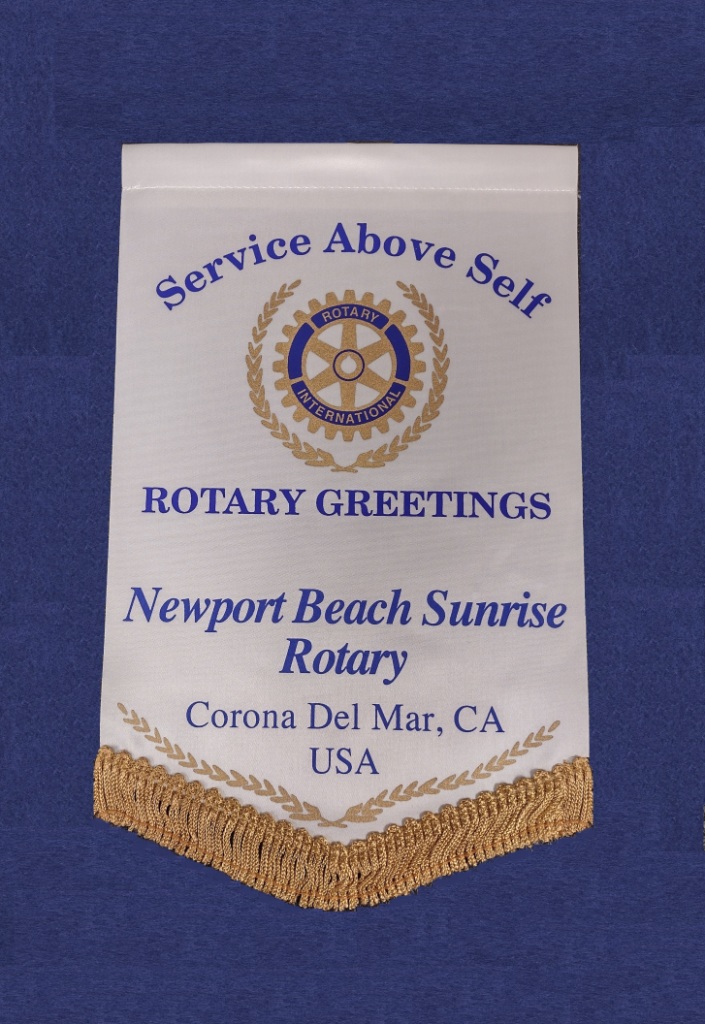 Service Above Self
ROTARY
INTERNATIONAL
ROTARY GREETINGS
Newport Beach Sunrise
Rotary
Corona Del Mar, CA
USA